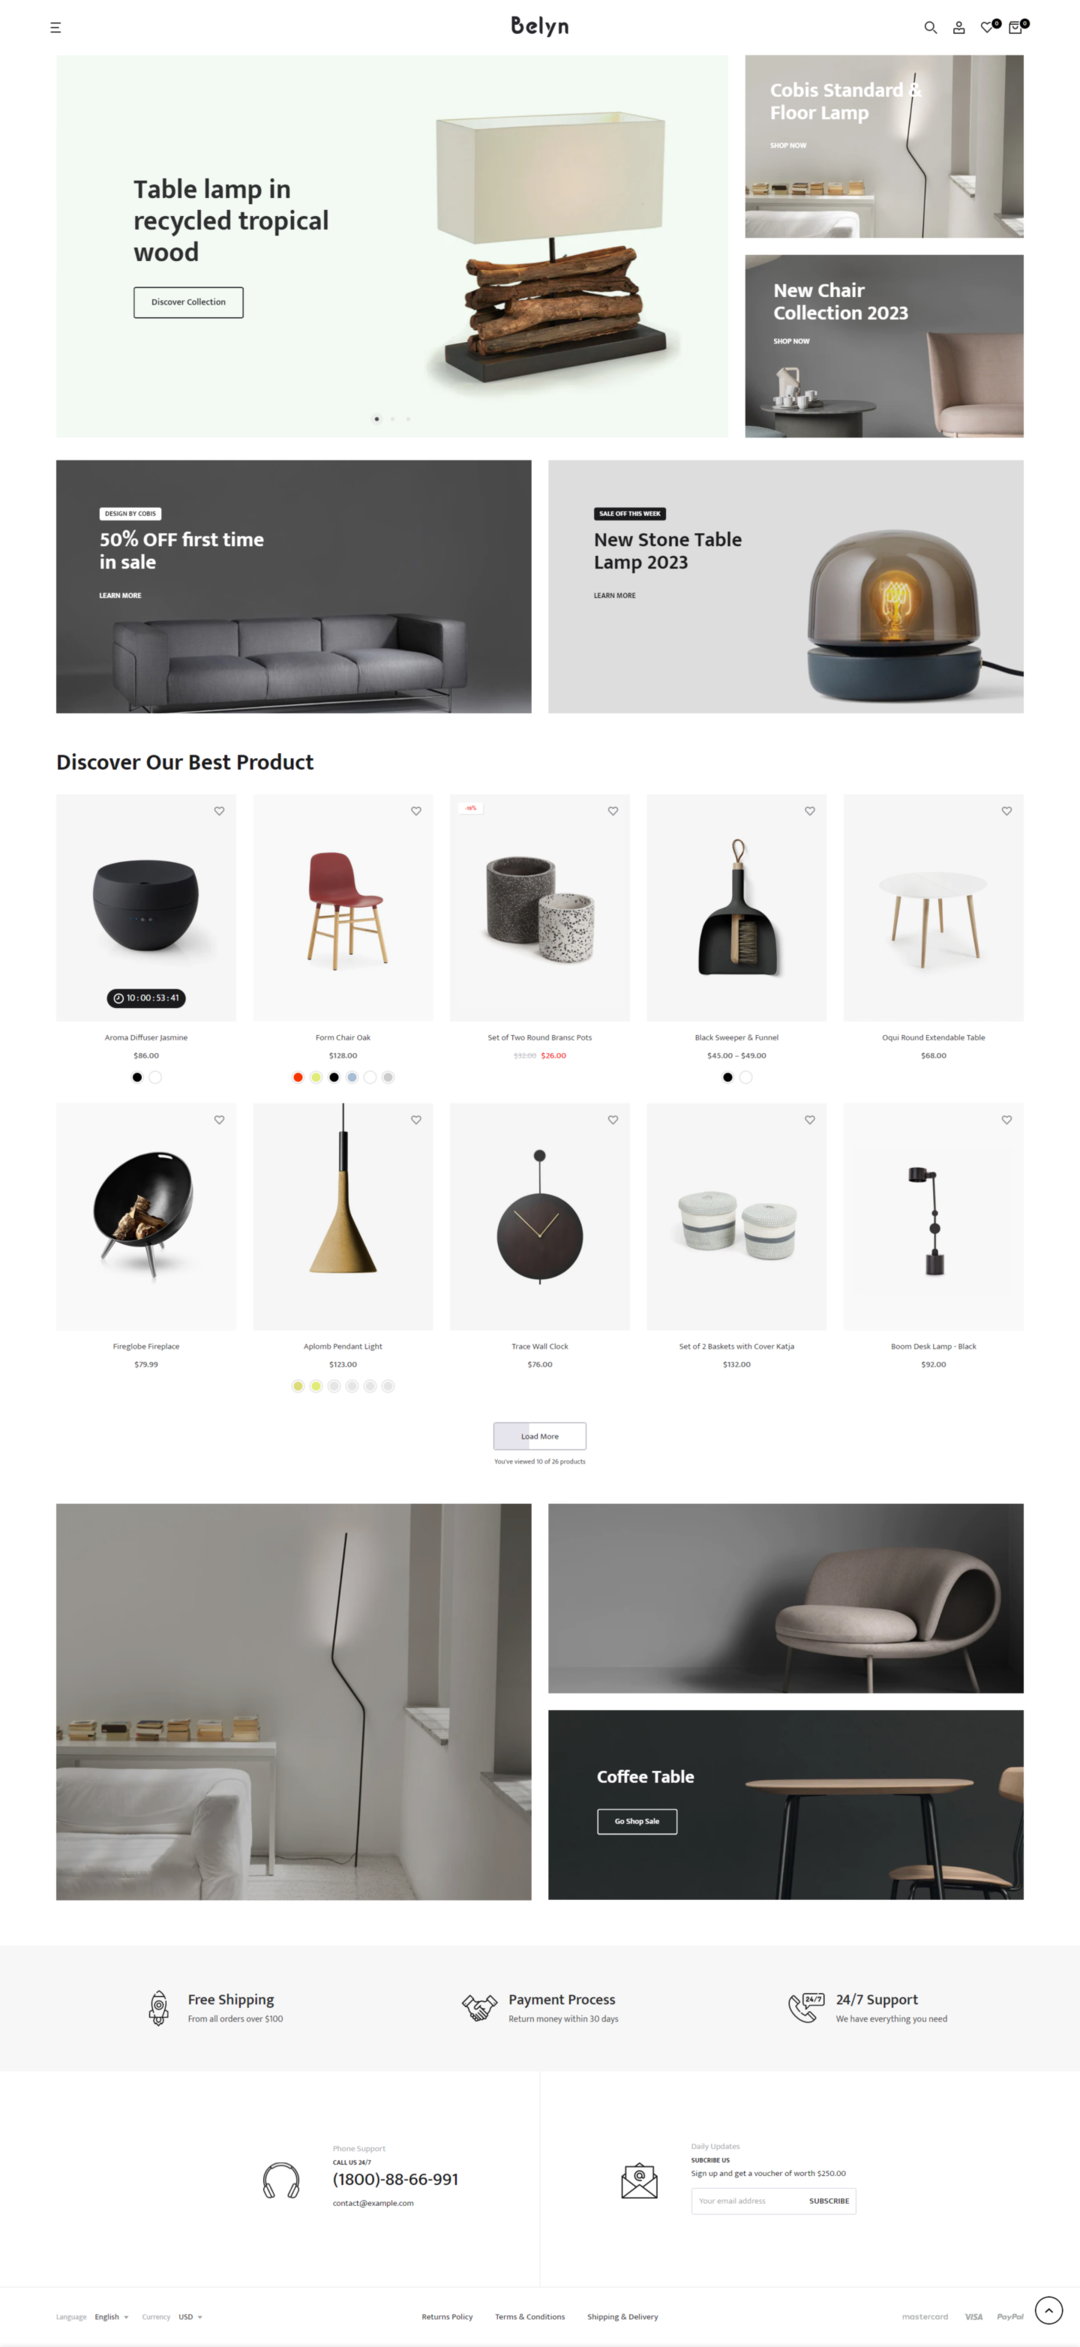 Belyn
0
0
Table lamp in
recycled tropical
wood
Discover Collection
Cobis Standard &
Floor Lamp
SHOP NOW
New Chair
Collection 2023
SHOP NOW
DESIGN BY COBIS
50% OFF first time
in sale
LEARN MORE
SALE OFF THIS WEEK
New Stone Table
Lamp 2023
LEARN MORE
Discover Our Best Product
10 : 00 : 53 : 41
Aroma Diffuser Jasmine
$86.00
Form Chair Oak
$128.00
Set of Two Round Bransc Pots
$32.00 $26.00
Black Sweeper & Funnel
$45.00 – $49.00
Oqui Round Extendable Table
$68.00
Fireglobe Fireplace
$79.99
Aplomb Pendant Light
$123.00
Trace Wall Clock
$76.00
Set of 2 Baskets with Cover Katja
$132.00
Boom Desk Lamp - Black
$92.00
Load More
You've viewed 10 of 26 products
Coffee Table
Go Shop Sale
Free Shipping
From all orders over $100
Payment Process
Return money within 30 days
24/7
24/7 Support
We have everything you need
Phone Support
CALL US 24/7
(1800)-88-66-991
contact@example.com
Daily Updates
SUBCRIBE US
Sign up and get a voucher of worth $250.00
Your email address SUBSCRIBE
Language English Currency USD
Returns Policy Terms & Conditions Shipping & Delivery
mastercard VISA PayPal